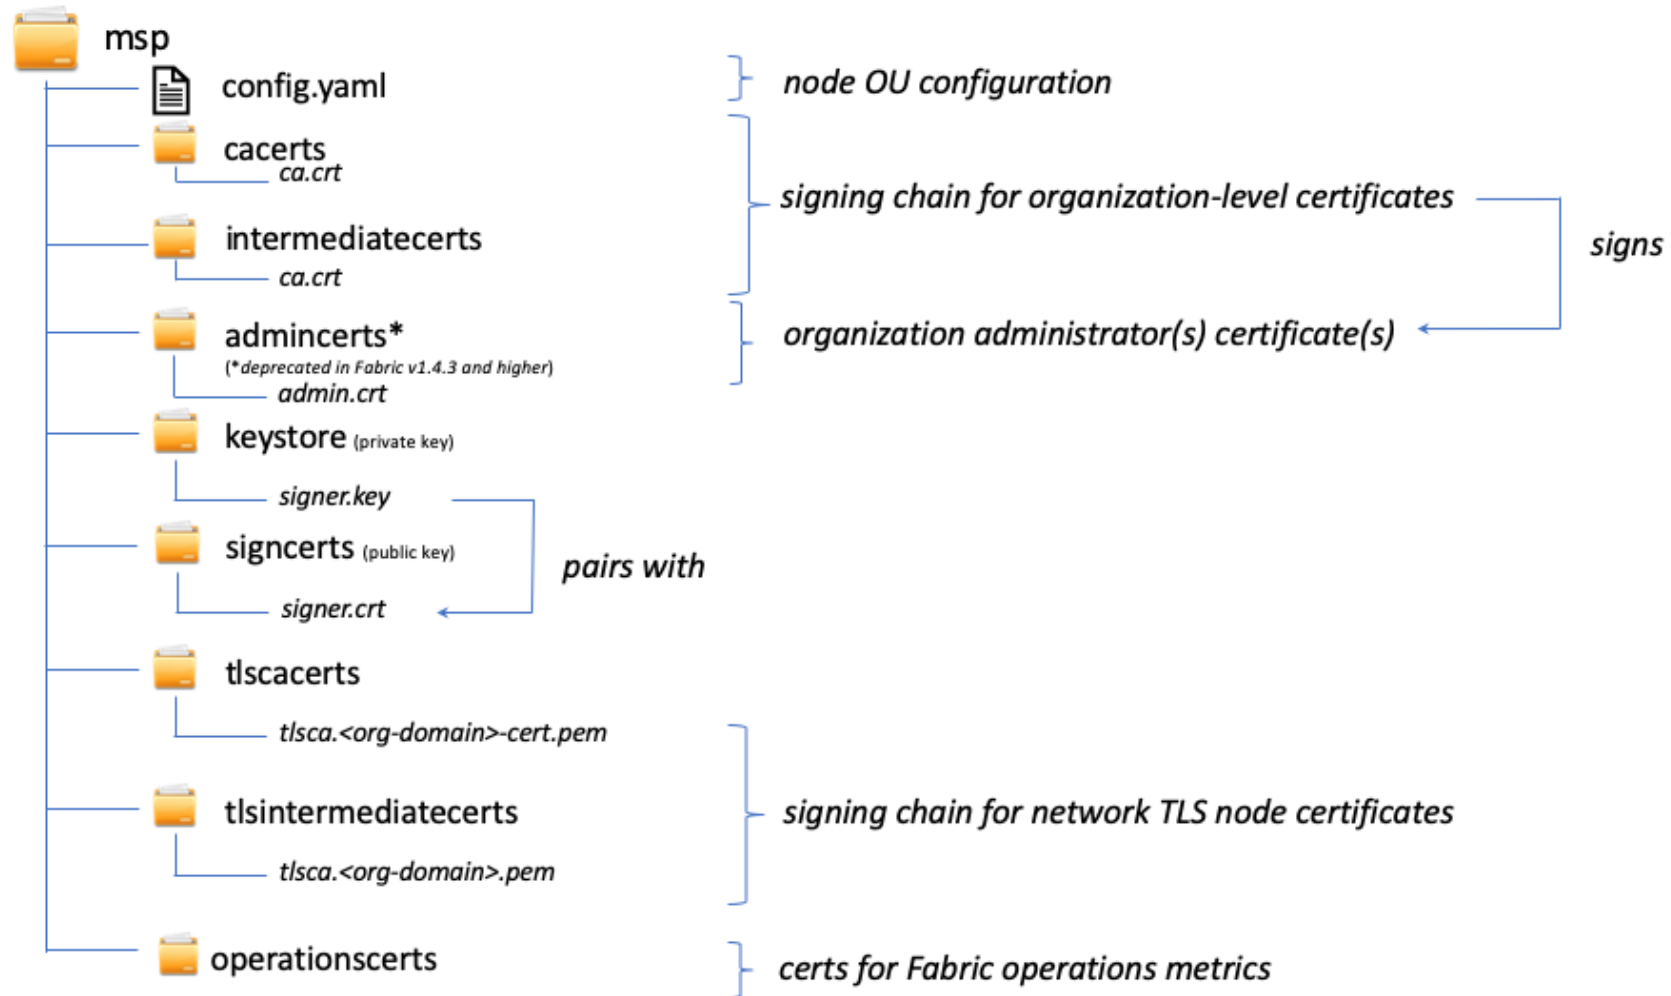 msp
config.yaml
node OU configuration
cacerts
ca.crt
signing chain for organization-level certificates
signs
intermediatecerts
ca.crt
admincerts*
(*deprecated in Fabric v1.4.3 and higher)
admin.crt
organization administrator(s) certificate(s)
keystore (private key)
signer.key
signcerts (public key)
pairs with
signer.crt
tlscacerts
tlsca.<org-domain>-cert.pem
tlsintermediatecerts
signing chain for network TLS node certificates
tlsca.<org-domain>.pem
operationscerts
certs for Fabric operations metrics